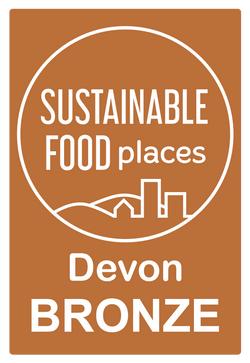 SUSTAINABLE
FOOD places
Devon
BRONZE